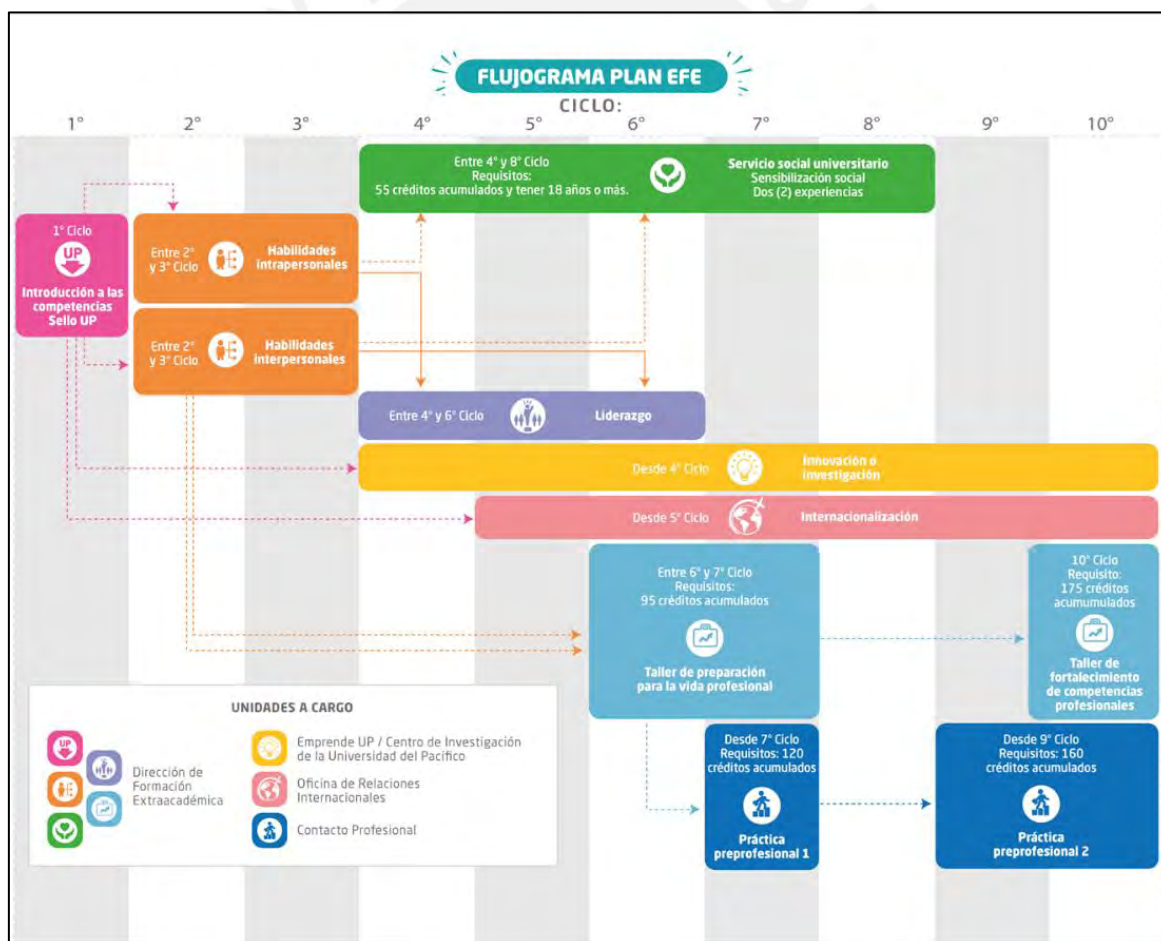 FLUJOGRAMA PLAN EFE
CICLO:
1° 2° 3° 4° 5° 6° 7° 8° 9° 10°
Entre 4° y 8° Ciclo
Requisitos:
55 créditos acumulados y tener 18 años o más.
Servicio social universitario
Sensibilización social
Dos (2) experiencias
1° Ciclo
UP
Introducción a las
competencias
Sello UP
Entre 2°
y 3° Ciclo
Habilidades
intrapersonales
Entre 2°
y 3° Ciclo
Habilidades
interpersonales
Entre 4° y 6° Ciclo
Liderazgo
Desde 4° Ciclo
Innovación o
investigación
Desde 5° Ciclo
Internacionalización
Entre 6° y 7° Ciclo
Requisitos:
95 créditos acumulados
Taller de preparación
para la vida profesional
10° Ciclo
Requisito:
175 créditos
acumumulados
Taller de
fortalecimiento
de competencias
profesionales
Desde 7° Ciclo
Requisitos: 120
créditos acumulados
Práctica
preprofesional 1
Desde 9° Ciclo
Requisitos: 160
créditos acumulados
Práctica
preprofesional 2
UNIDADES A CARGO
UP
Dirección de
Formación
Extraacadémica
Emprende UP / Centro de Investigación
de la Universidad del Pacífico
Oficina de Relaciones
Internacionales
Contacto Profesional